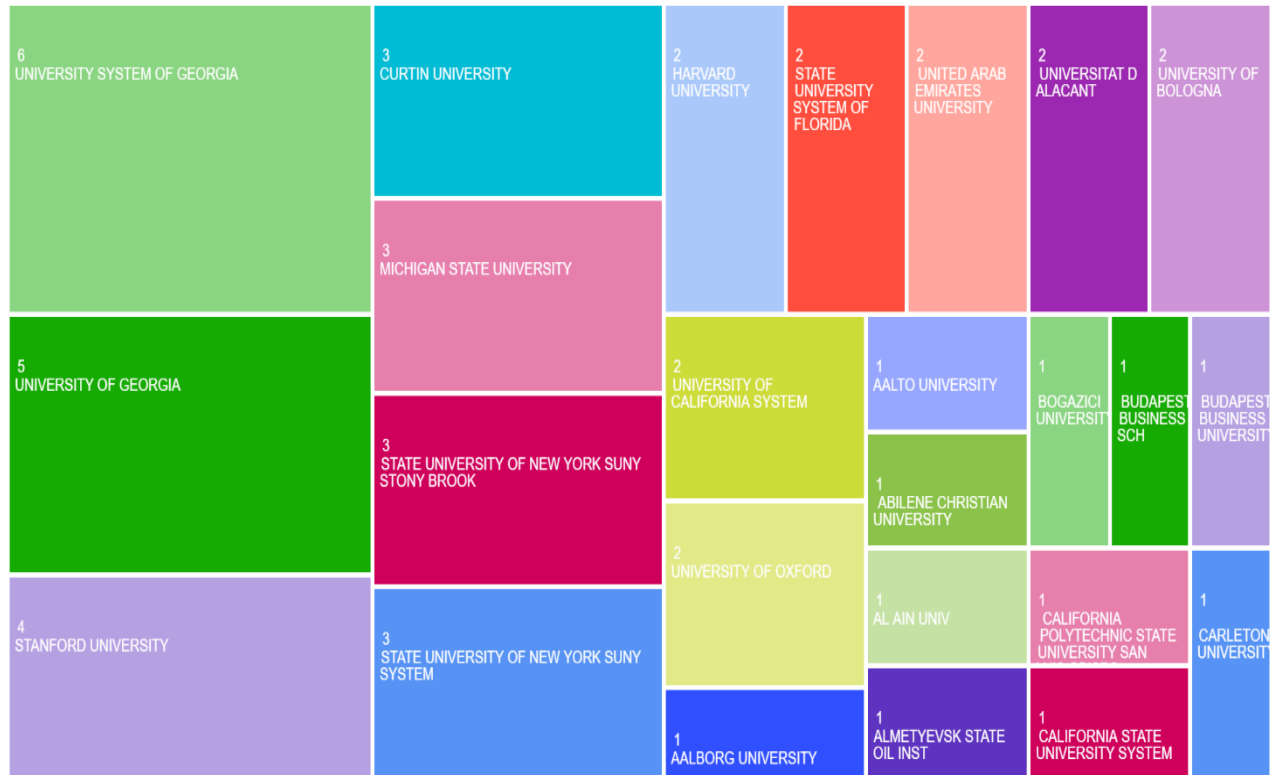 6
UNIVERSITY SYSTEM OF GEORGIA
5
UNIVERSITY OF GEORGIA
4
STANFORD UNIVERSITY
3
CURTIN UNIVERSITY
3
MICHIGAN STATE UNIVERSITY
3
STATE UNIVERSITY OF NEW YORK SUNY
STONY BROOK
3
STATE UNIVERSITY OF NEW YORK SUNY
SYSTEM
2
HARVARD
UNIVERSITY
2
STATE
UNIVERSITY
SYSTEM OF
FLORIDA
2
UNITED ARAB
EMIRATES
UNIVERSITY
2
UNIVERSITAT D
ALACANT
2
UNIVERSITY OF
BOLOGNA
2
UNIVERSITY OF
CALIFORNIA SYSTEM
2
UNIVERSITY OF OXFORD
1
AALBORG UNIVERSITY
1
AALTO UNIVERSITY
1
ABILENE CHRISTIAN
UNIVERSITY
1
AL AIN UNIV
1
ALMETYEVSK STATE
OIL INST
1
BOGAZICI
UNIVERSITY
1
BUDAPEST
BUSINESS
SCH
1
BUDAPEST
BUSINESS
UNIVERSITY
1
CALIFORNIA
POLYTECHNIC STATE
UNIVERSITY SAN
1
CALIFORNIA STATE
UNIVERSITY SYSTEM
1
CARLETON
UNIVERSITY